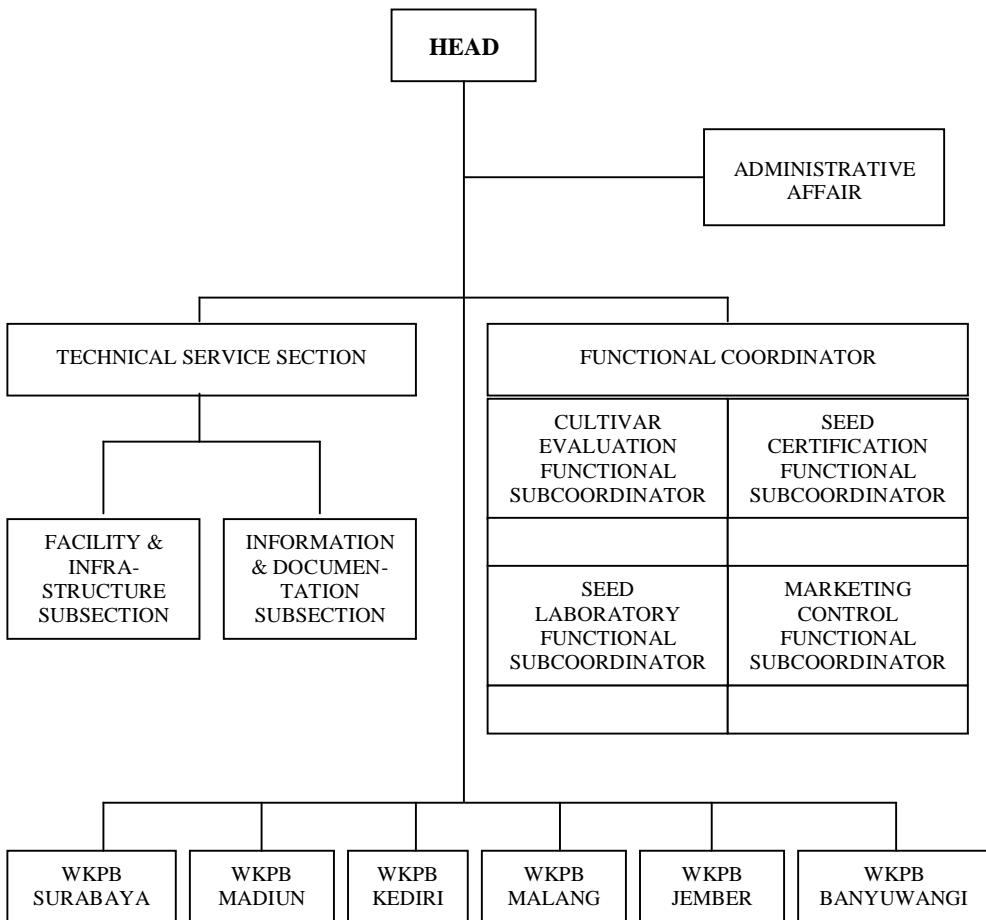 HEAD
ADMINISTRATIVE
AFFAIR
TECHNICAL SERVICE SECTION
FUNCTIONAL COORDINATOR
CULTIVAR
EVALUATION
FUNCTIONAL
SUBCOORDINATOR
SEED
CERTIFICATION
FUNCTIONAL
SUBCOORDINATOR
FACILITY &
INFRA-
STRUCTURE
SUBSECTION
INFORMATION
& DOCUMEN-
TATION
SUBSECTION
SEED
LABORATORY
FUNCTIONAL
SUBCOORDINATOR
MARKETING
CONTROL
FUNCTIONAL
SUBCOORDINATOR
WKPB
SURABAYA
WKPB
MADIUN
WKPB
KEDIRI
WKPB
MALANG
WKPB
JEMBER
WKPB
BANYUWANGI